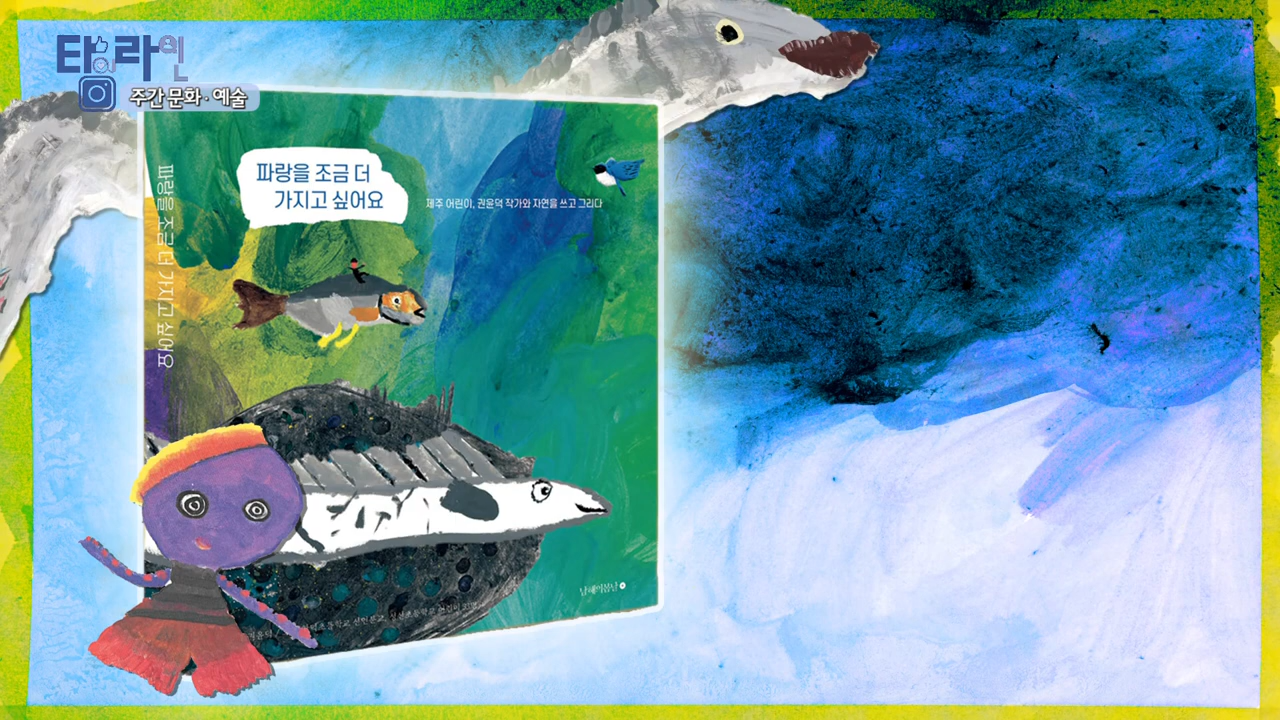 탐라인
주간 문화·예술
파랑을 조금 더
가지고 싶어요
제주 어린이, 권윤덕 작가와 자연을 쓰고 그리다
파랑을 조금 더 가지고 싶어요
남해의봄날